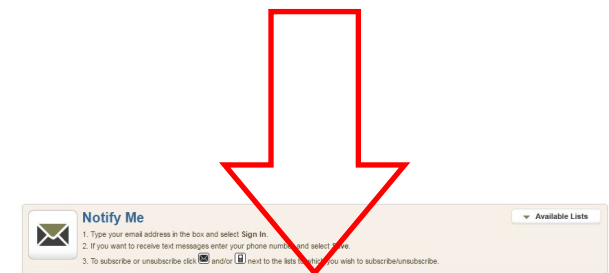 Notify Me
Available Lists
1. Type your email address in the box and select Sign In.
2. If you want to receive text messages enter your phone number and select
3. To subscribe or unsubscribe click and/or next to the lists to which you wish to subscribe/unsubscribe.